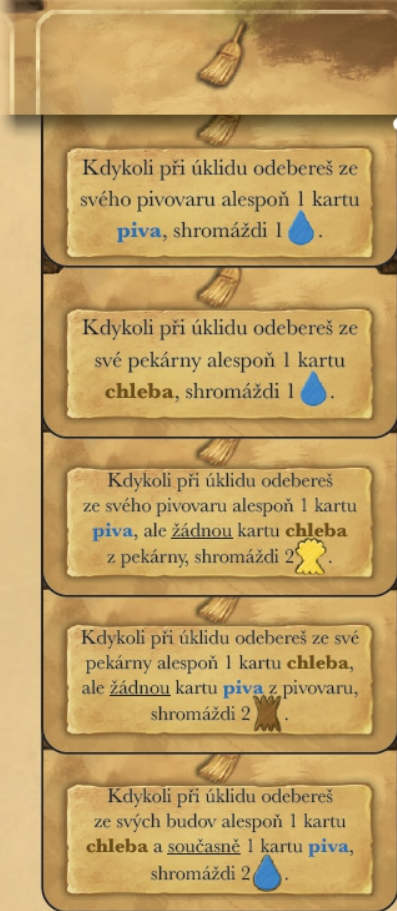 Kdykoli při úklidu odebereš ze
svého pivovaru alespoň 1 kartu
piva, shromáždi 1 .
Kdykoli při úklidu odebereš ze
své pekárny alespoň 1 kartu
chleba, shromáždi 1 .
Kdykoli při úklidu odebereš
ze svého pivovaru alespoň 1 kartu
piva, ale žádnou kartu chleba
z pekárny, shromáždi 2 .
Kdykoli při úklidu odebereš ze své
pekárny alespoň 1 kartu chleba,
ale žádnou kartu piva z pivovaru,
shromáždi 2 .
Kdykoli při úklidu odebereš
ze svých budov alespoň 1 kartu
chleba a současně 1 kartu piva,
shromáždi 2 .